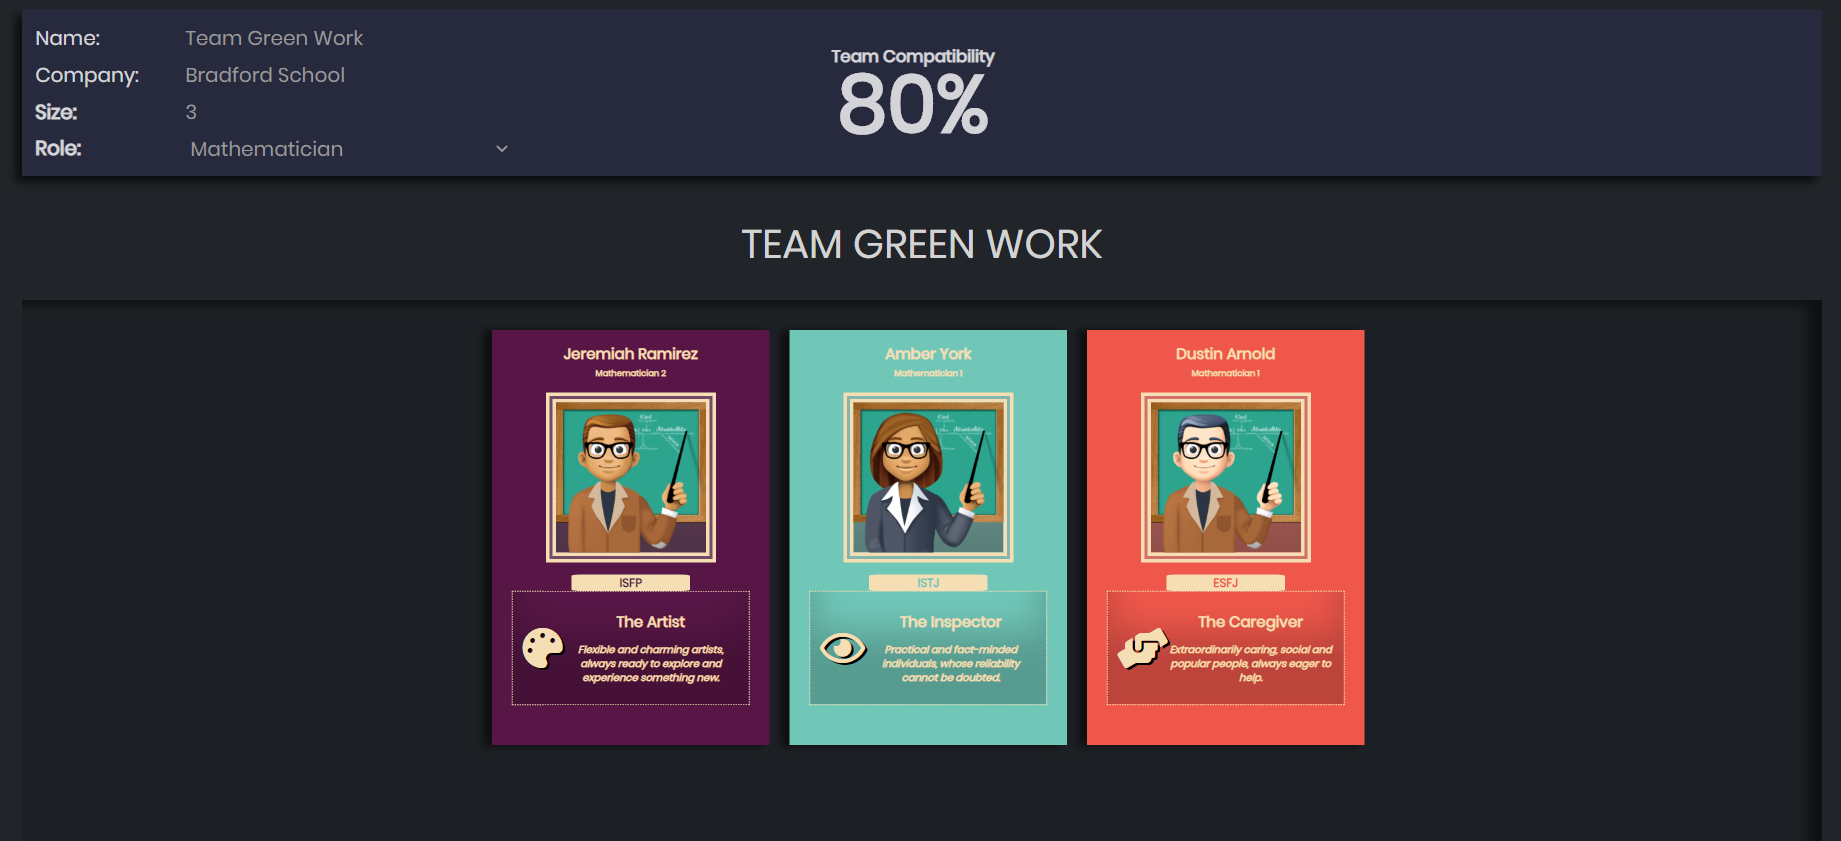 Name: Team Green Work
Company: Bradford School
Size: 3
Role: Mathematician
Team Compatibility
80%
TEAM GREEN WORK
Jeremiah Ramirez
Mathematician 2
ISFP
The Artist
Flexible and charming artists,
always ready to explore and
experience something new.
Amber York
Mathematician 1
ISTJ
The Inspector
Practical and fact-minded
individuals, whose reliability
cannot be doubted.
Dustin Arnold
Mathematician 1
ESFJ
The Caregiver
Extraordinarily caring, social and
popular people, always eager to
help.